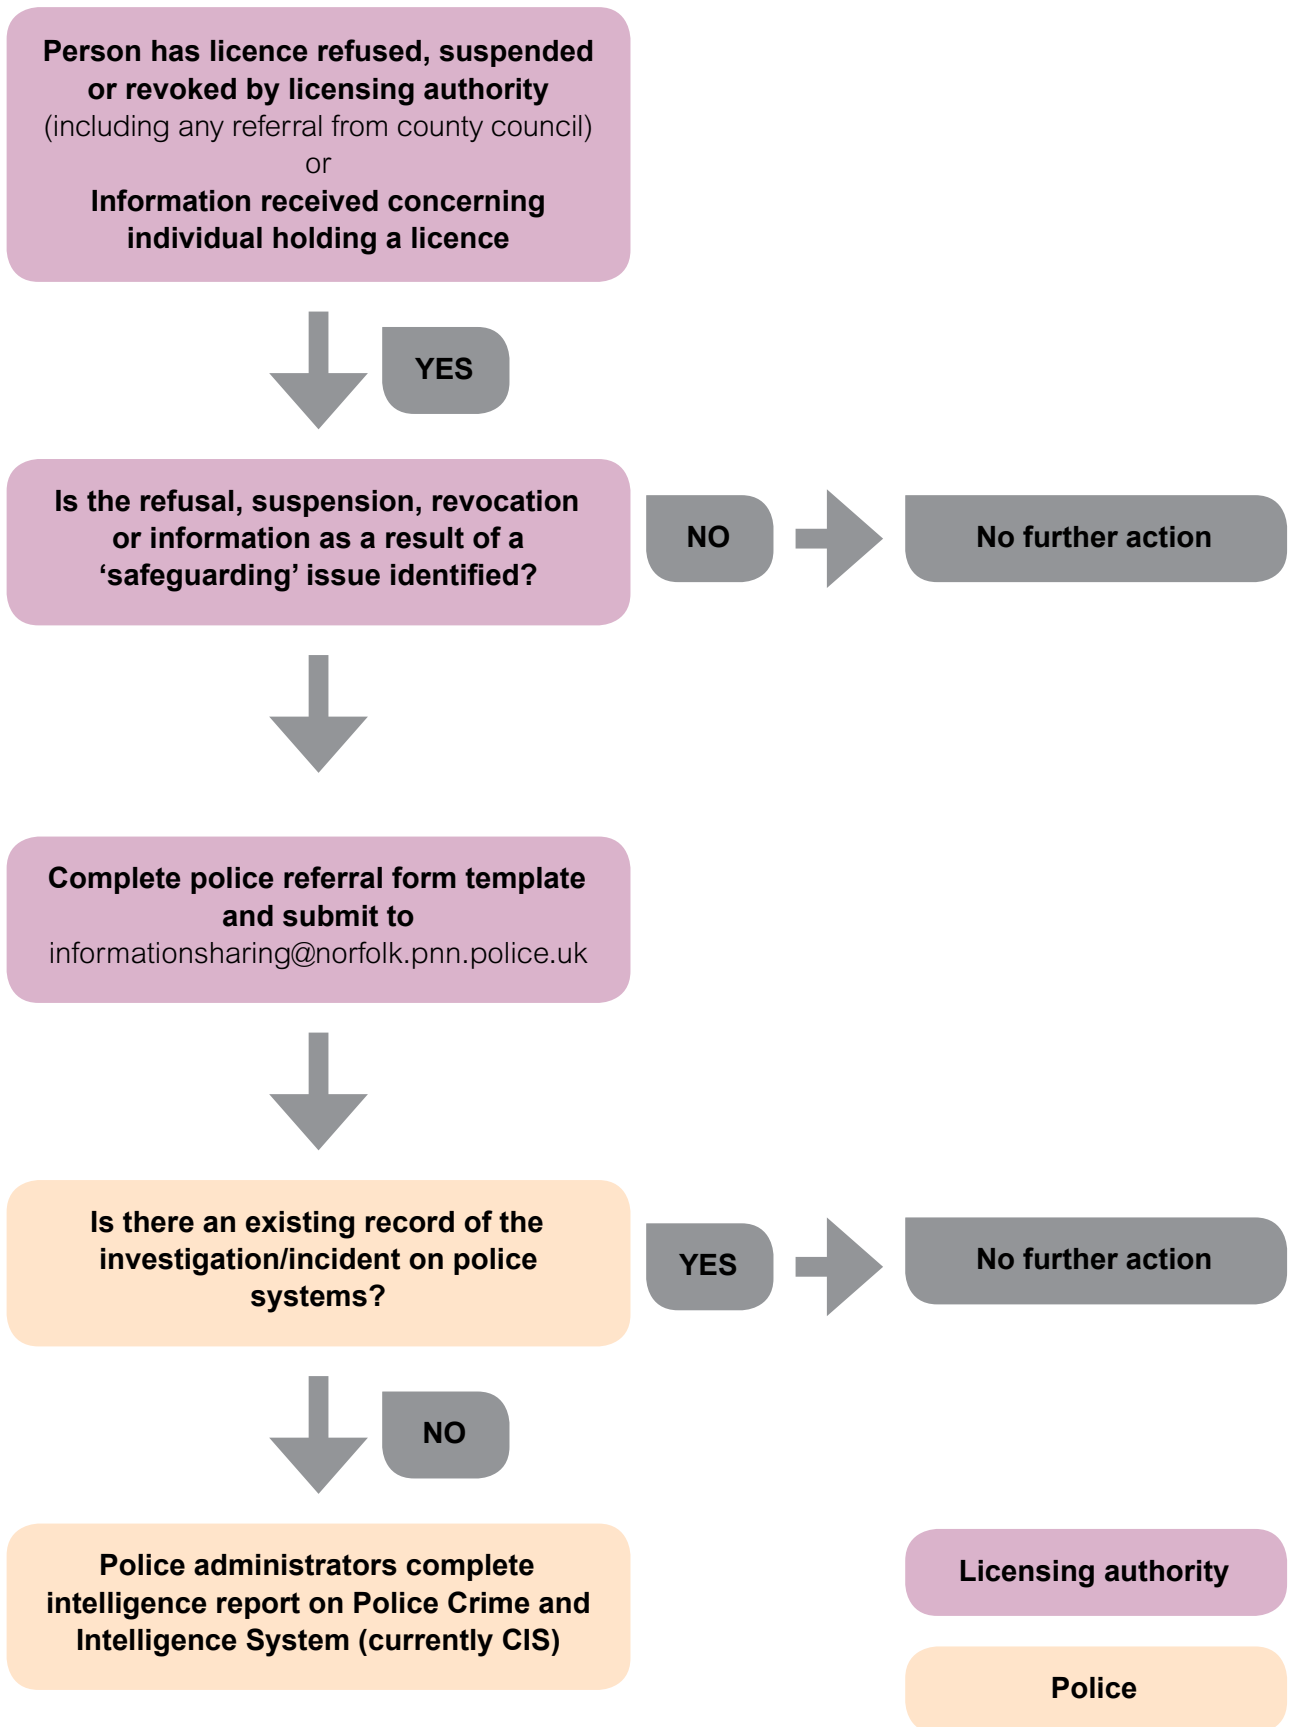 Person has licence refused, suspended
or revoked by licensing authority
(including any referral from county council)
or
Information received concerning
individual holding a licence
YES
Is the refusal, suspension, revocation
or information as a result of a
‘safeguarding’ issue identified?
NO
No further action
Complete police referral form template
and submit to
informationsharing@norfolk.pnn.police.uk
Is there an existing record of the
investigation/incident on police
systems?
YES
No further action
NO
Police administrators complete
intelligence report on Police Crime and
Intelligence System (currently CIS)
Licensing authority
Police